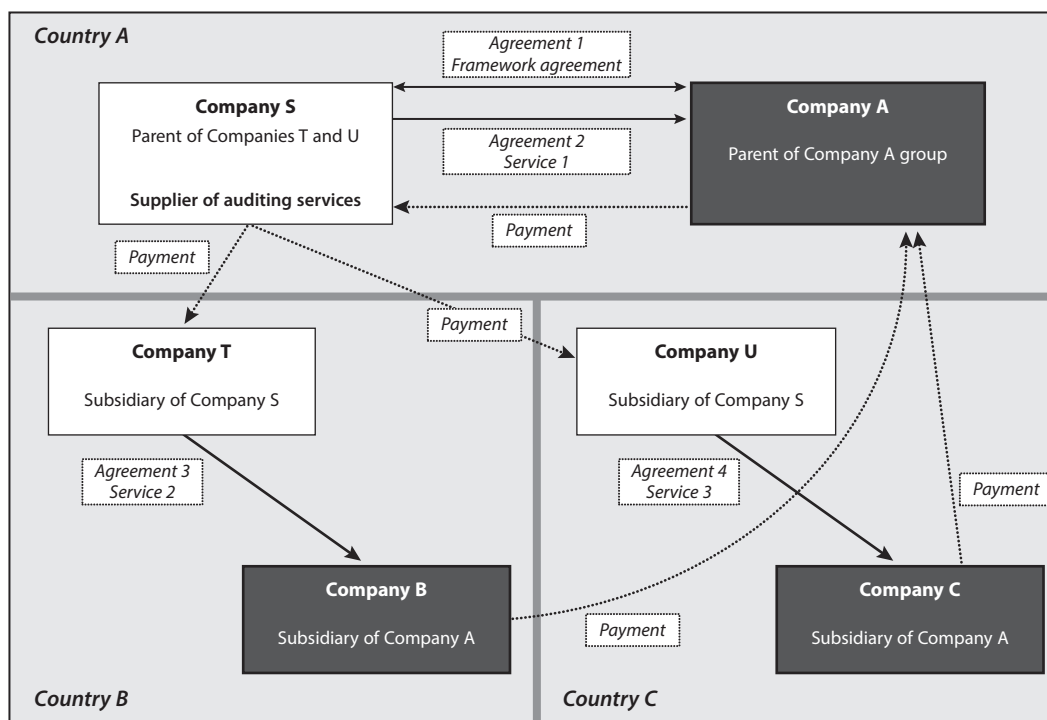 Country A
Agreement 1
Framework agreement
Company S
Parent of Companies T and U
Supplier of auditing services
Company A
Parent of Company A group
Agreement 2
Service 1
Payment
Payment
Payment
Company T
Subsidiary of Company S
Company U
Subsidiary of Company S
Agreement 3
Service 2
Agreement 4
Service 3
Payment
Company B
Subsidiary of Company A
Payment
Company C
Subsidiary of Company A
Country B
Country C